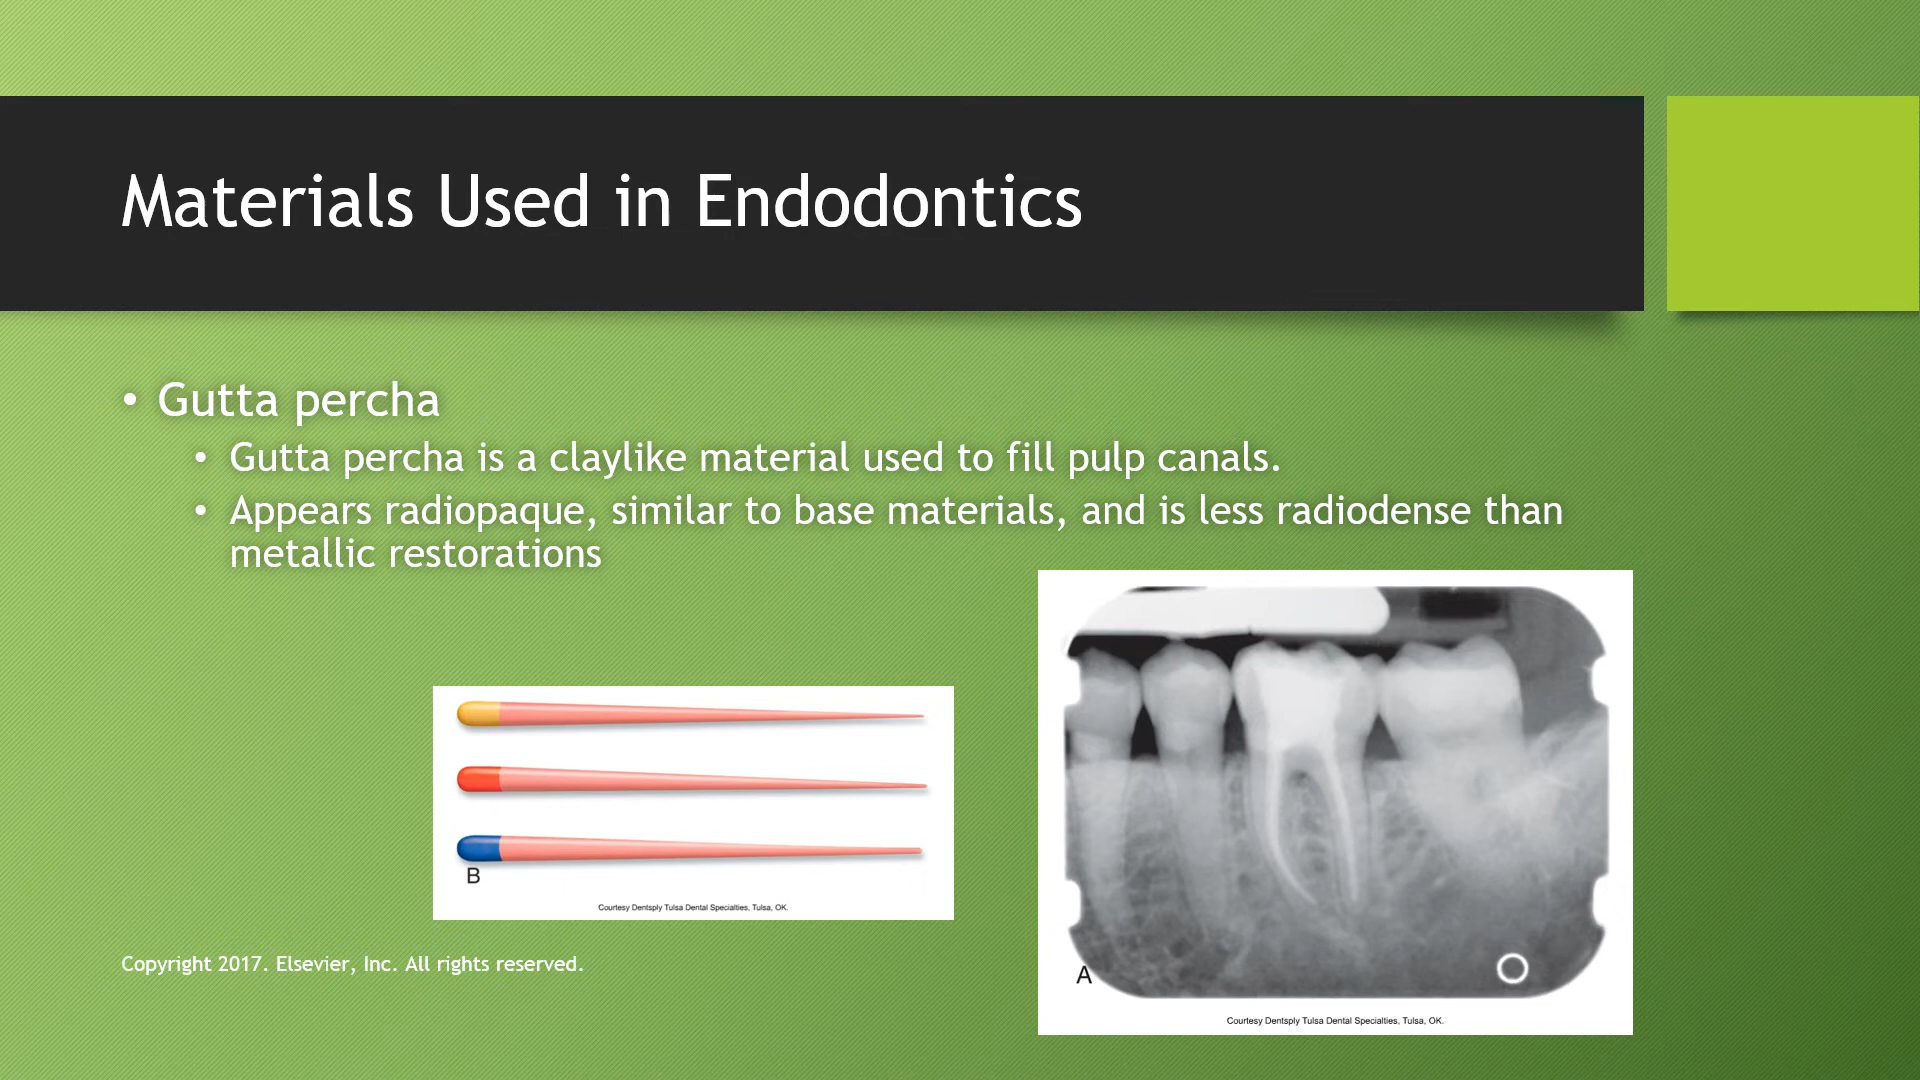 Materials Used in Endodontics
• Gutta percha
• Gutta percha is a claylike material used to fill pulp canals.
• Appears radiopaque, similar to base materials, and is less radiodense than
metallic restorations
B
Courtesy Dentsply Tulsa Dental Specialties, Tulsa, OK.
A
Courtesy Dentsply Tulsa Dental Specialties, Tulsa, OK.
Copyright 2017. Elsevier, Inc. All rights reserved.